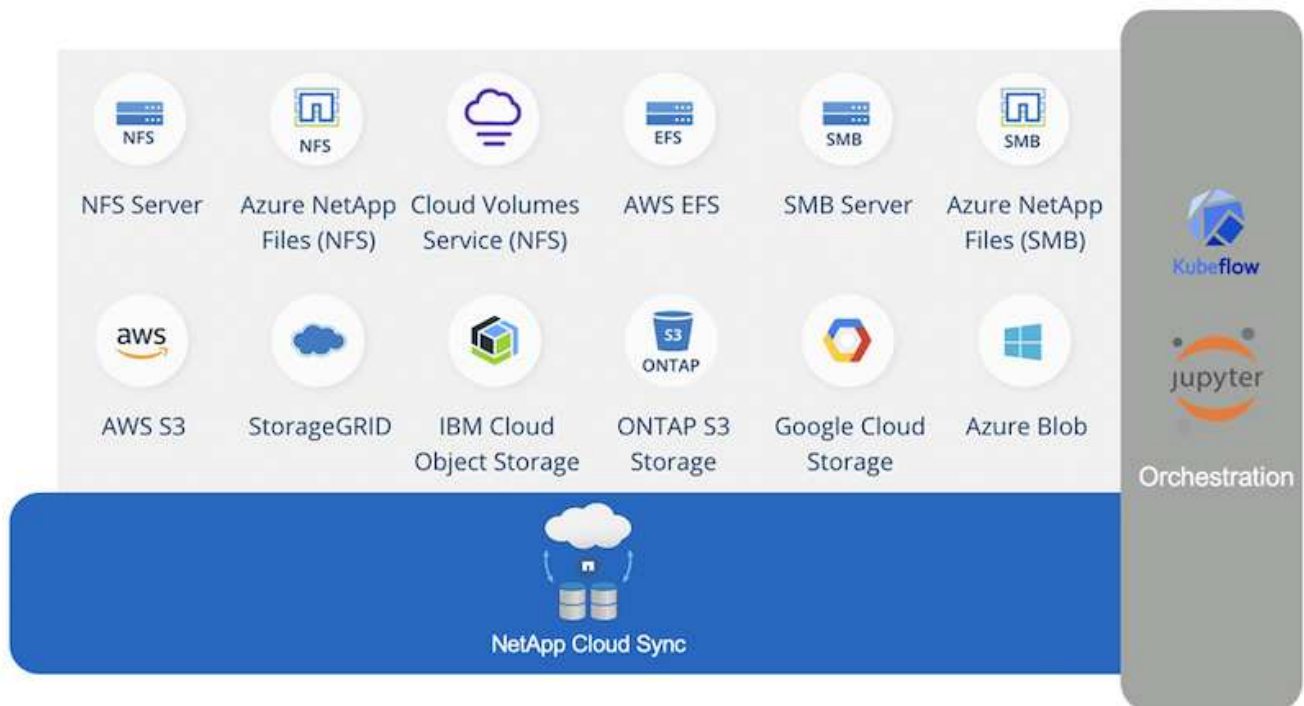 NFS
NFS
EFS
SMB
SMB
NFS Server
Azure NetApp
Files (NFS)
Cloud Volumes
Service (NFS)
AWS EFS
SMB Server
Azure NetApp
Files (SMB)
aws
S3
ONTAP
AWS S3
StorageGRID
IBM Cloud
Object Storage
ONTAP S3
Storage
Google Cloud
Storage
Azure Blob
NetApp Cloud Sync
Kubeflow
jupyter
Orchestration